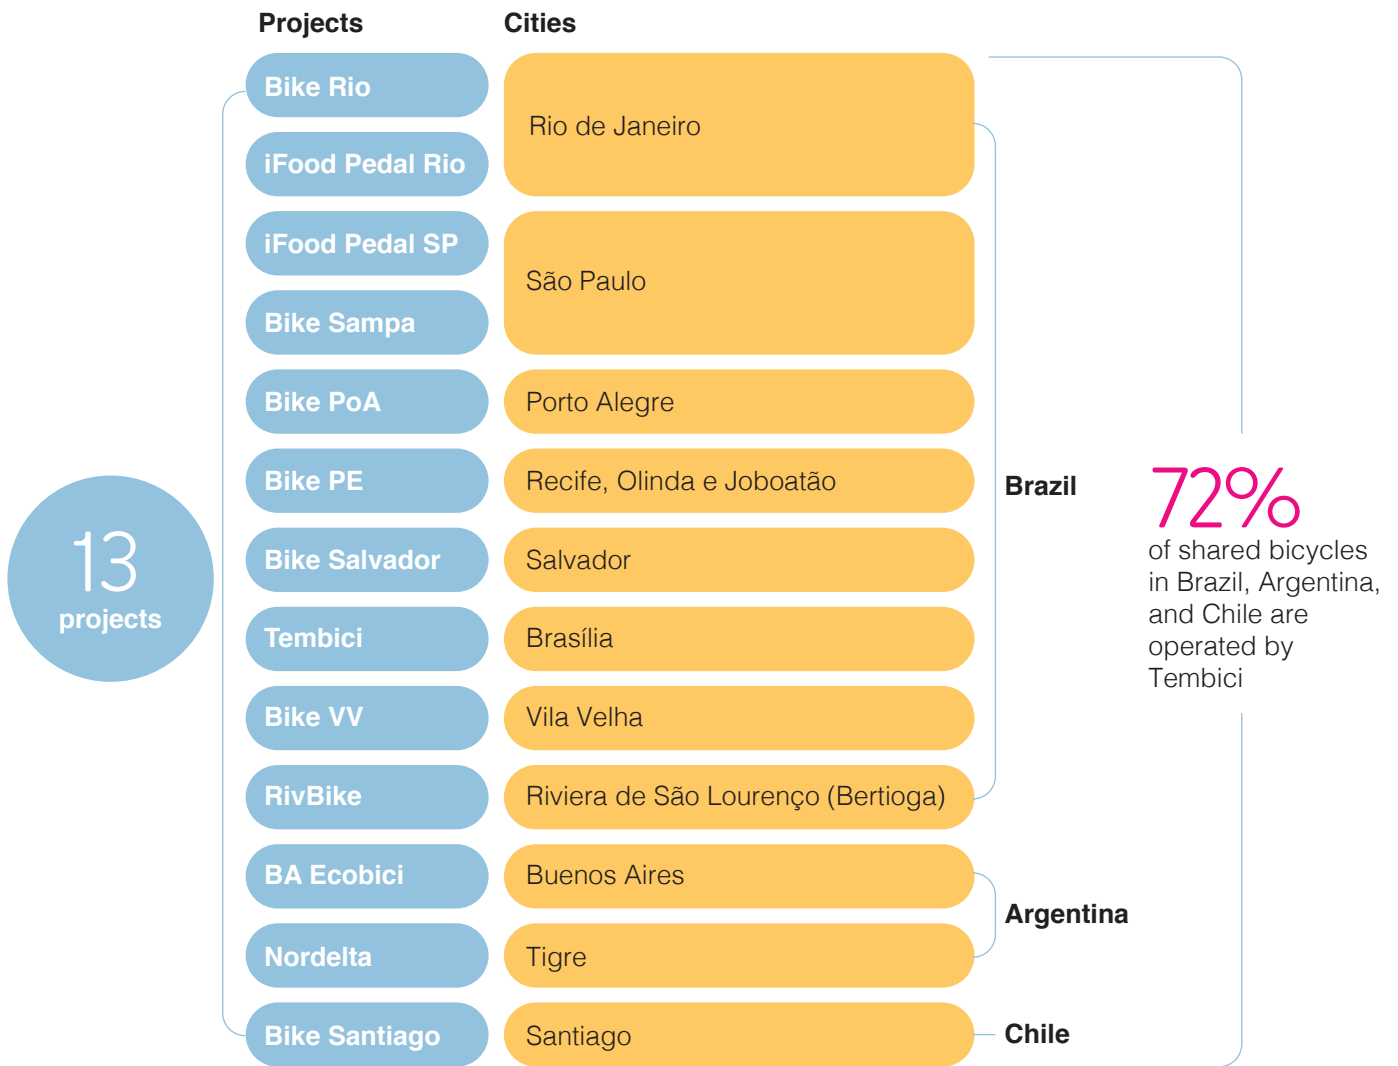 Projects Cities
Bike Rio
Rio de Janeiro
iFood Pedal Rio
iFood Pedal SP
São Paulo
Bike Sampa
Bike PoA Porto Alegre
Bike PE Recife, Olinda e Joboatão
Bike Salvador Salvador
Tembici Brasília
Bike VV Vila Velha
RivBike Riviera de São Lourenço (Bertioga)
BA Ecobici Buenos Aires
Nordelta Tigre
Bike Santiago Santiago
13
projects
Brazil
Argentina
Chile
72%
of shared bicycles
in Brazil, Argentina,
and Chile are
operated by
Tembici